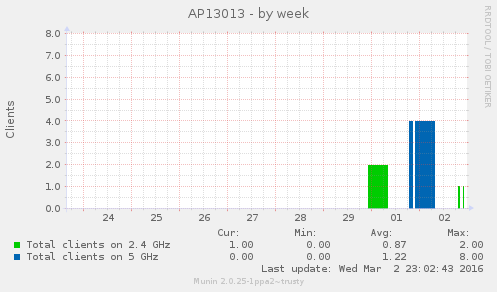 AP13013 - by week
RRDTOOL / TOBI OETIKER
Clients
8.0
7.0
6.0
5.0
4.0
3.0
2.0
1.0
0.0
24 25 26 27 28 29 01 02
Cur: Min: Avg: Max:
Total clients on 2.4 GHz 1.00 0.00 0.87 2.00
Total clients on 5 GHz 0.00 0.00 1.22 8.00
Last update: Wed Mar 2 23:02:43 2016
Munin 2.0.25-1ppa2~trusty